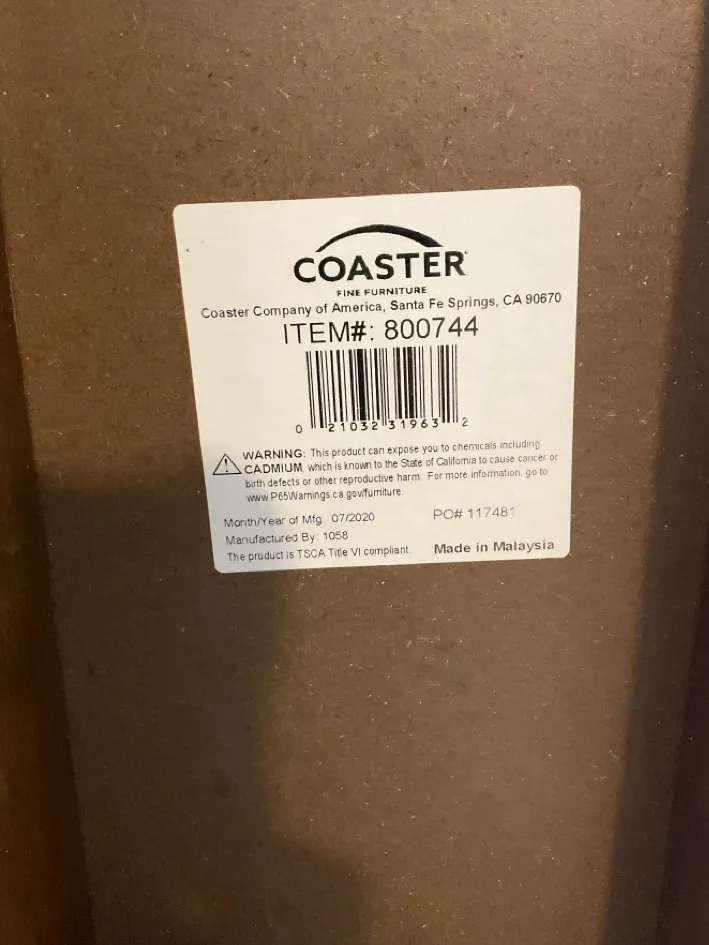 COASTER
FINE FURNITURE
Coaster Company of America, Santa Fe Springs, CA 90670
ITEM#: 800744
0 21032 31963 2
WARNING: This product can expose you to chemicals including
CADMIUM, which is known to the State of California to cause cancer or
birth defects or other reproductive harm. For more information, go to
www.P65Warnings.ca.gov/furniture.
Month/Year of Mfg: 07/2020 PO# 117481
Manufactured By: 1058
The product is TSCA Title VI compliant. Made in Malaysia